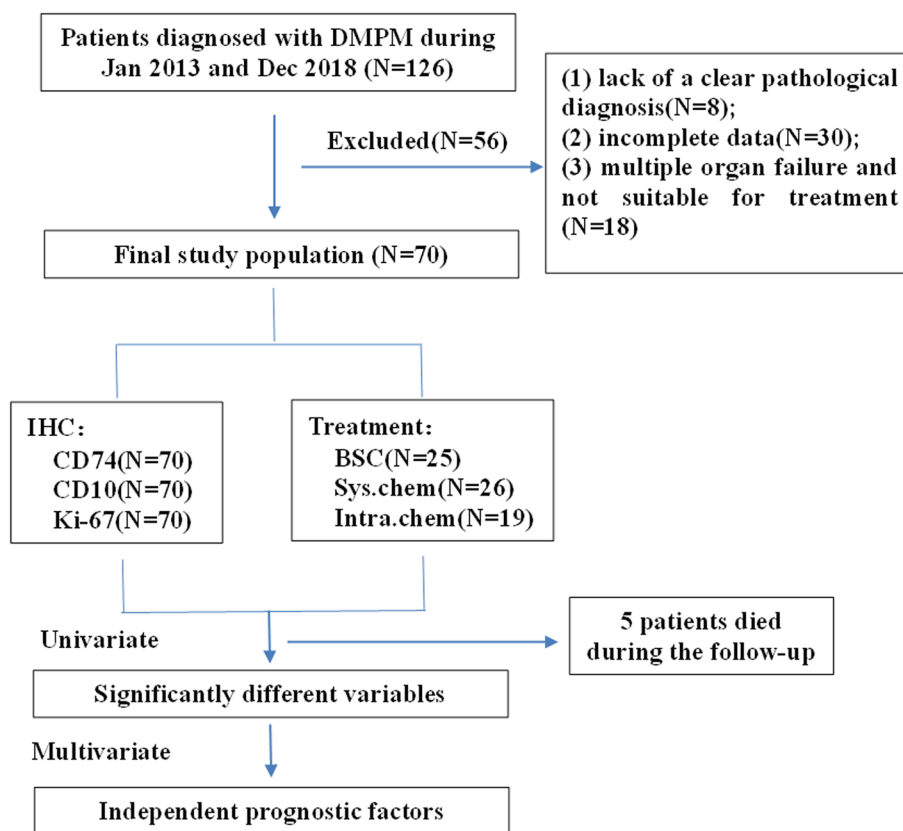 Patients diagnosed with DMPM during
Jan 2013 and Dec 2018 (N=126)
Excluded(N=56)
(1) lack of a clear pathological
diagnosis(N=8);
(2) incomplete data(N=30);
(3) multiple organ failure and
not suitable for treatment
(N=18)
Final study population (N=70)
IHC:
CD74(N=70)
CD10(N=70)
Ki-67(N=70)
Treatment:
BSC(N=25)
Sys.chem(N=26)
Intra.chem(N=19)
Univariate
5 patients died
during the follow-up
Significantly different variables
Multivariate
Independent prognostic factors